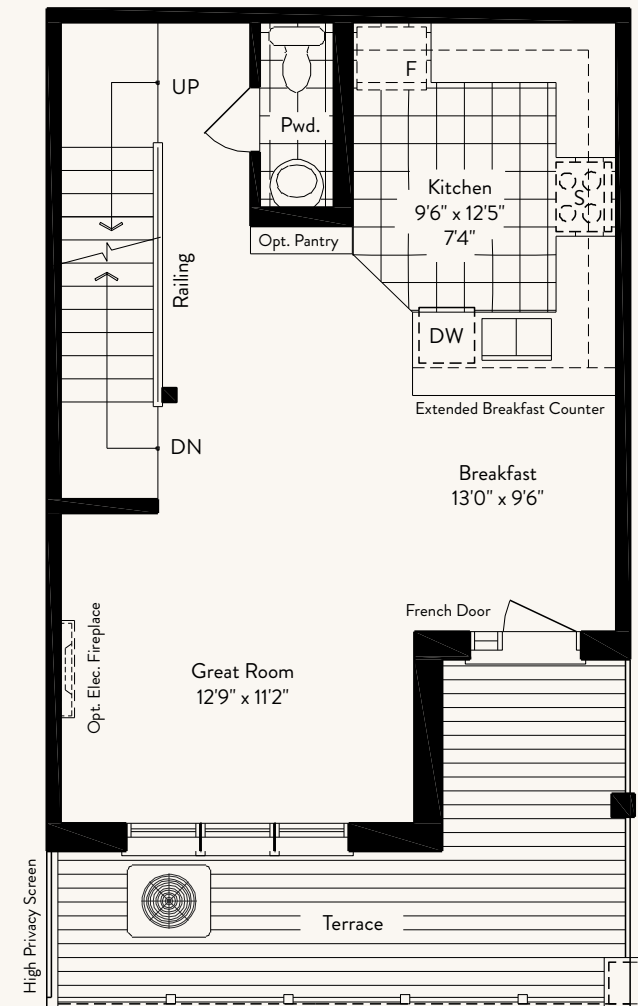 UP
F
Pwd.
Kitchen
9'6" x 12'5"
7'4"
S
Opt. Pantry
Railing
DW
Extended Breakfast Counter
DN
Breakfast
13'0" x 9'6"
French Door
Opt. Elec. Fireplace
Great Room
12'9" x 11'2"
High Privacy Screen
Terrace